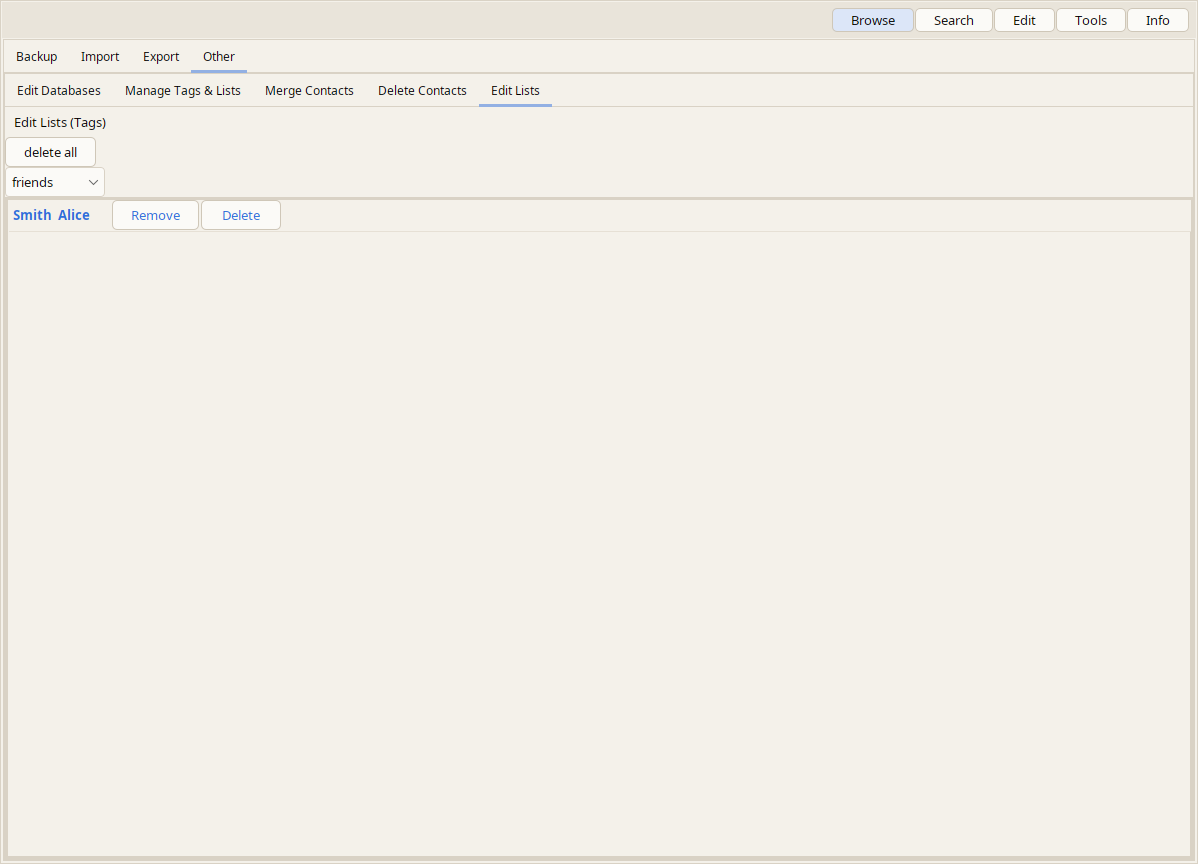 Browse Search Edit Tools Info
Backup Import Export Other
Edit Databases Manage Tags & Lists Merge Contacts Delete Contacts Edit Lists
Edit Lists (Tags)
delete all
friends
Smith Alice Remove Delete